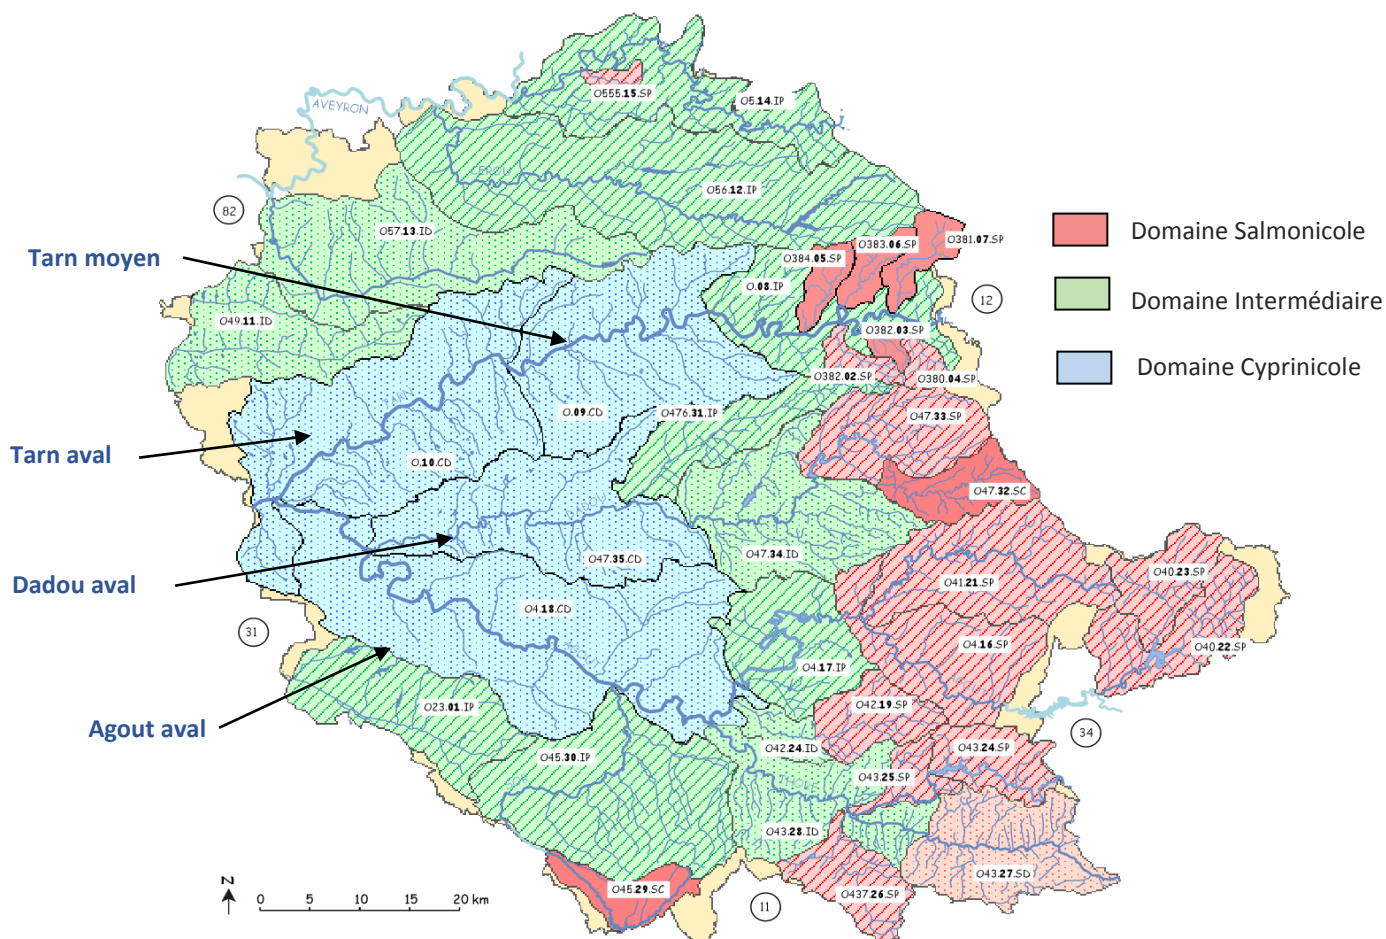 O555.15.SP
O5.14.IP
AVEYRON
CEROU
O56.12.IP
82
O57.13.ID
O383.06.SP
O381.07.SP
O384.05.SP
Domaine Salmonicole
Tarn moyen
O.08.IP
12
Domaine Intermédiaire
O49.11.ID
O382.03.SP
O382.02.SP
O380.04.SP
Domaine Cyprinicole
TARN
O.09.CD
O476.31.IP
O47.33.SP
Tarn aval
O.10.CD
O47.32.SC
DADOU
O47.34.ID
O47.35.CD
Dadou aval
O41.21.SP
O40.23.SP
O4.18.CD
31
O4.16.SP
O40.22.SP
AGOUT
O4.17.IP
O23.01.IP
O42.19.SP
Agout aval
34
O42.24.ID
O43.24.SP
O45.30.IP
O43.25.SP
SOR
O43.28.ID
O43.27.SD
O45.29.SC
O437.26.SP
11
N
0 5 10 15 20 km